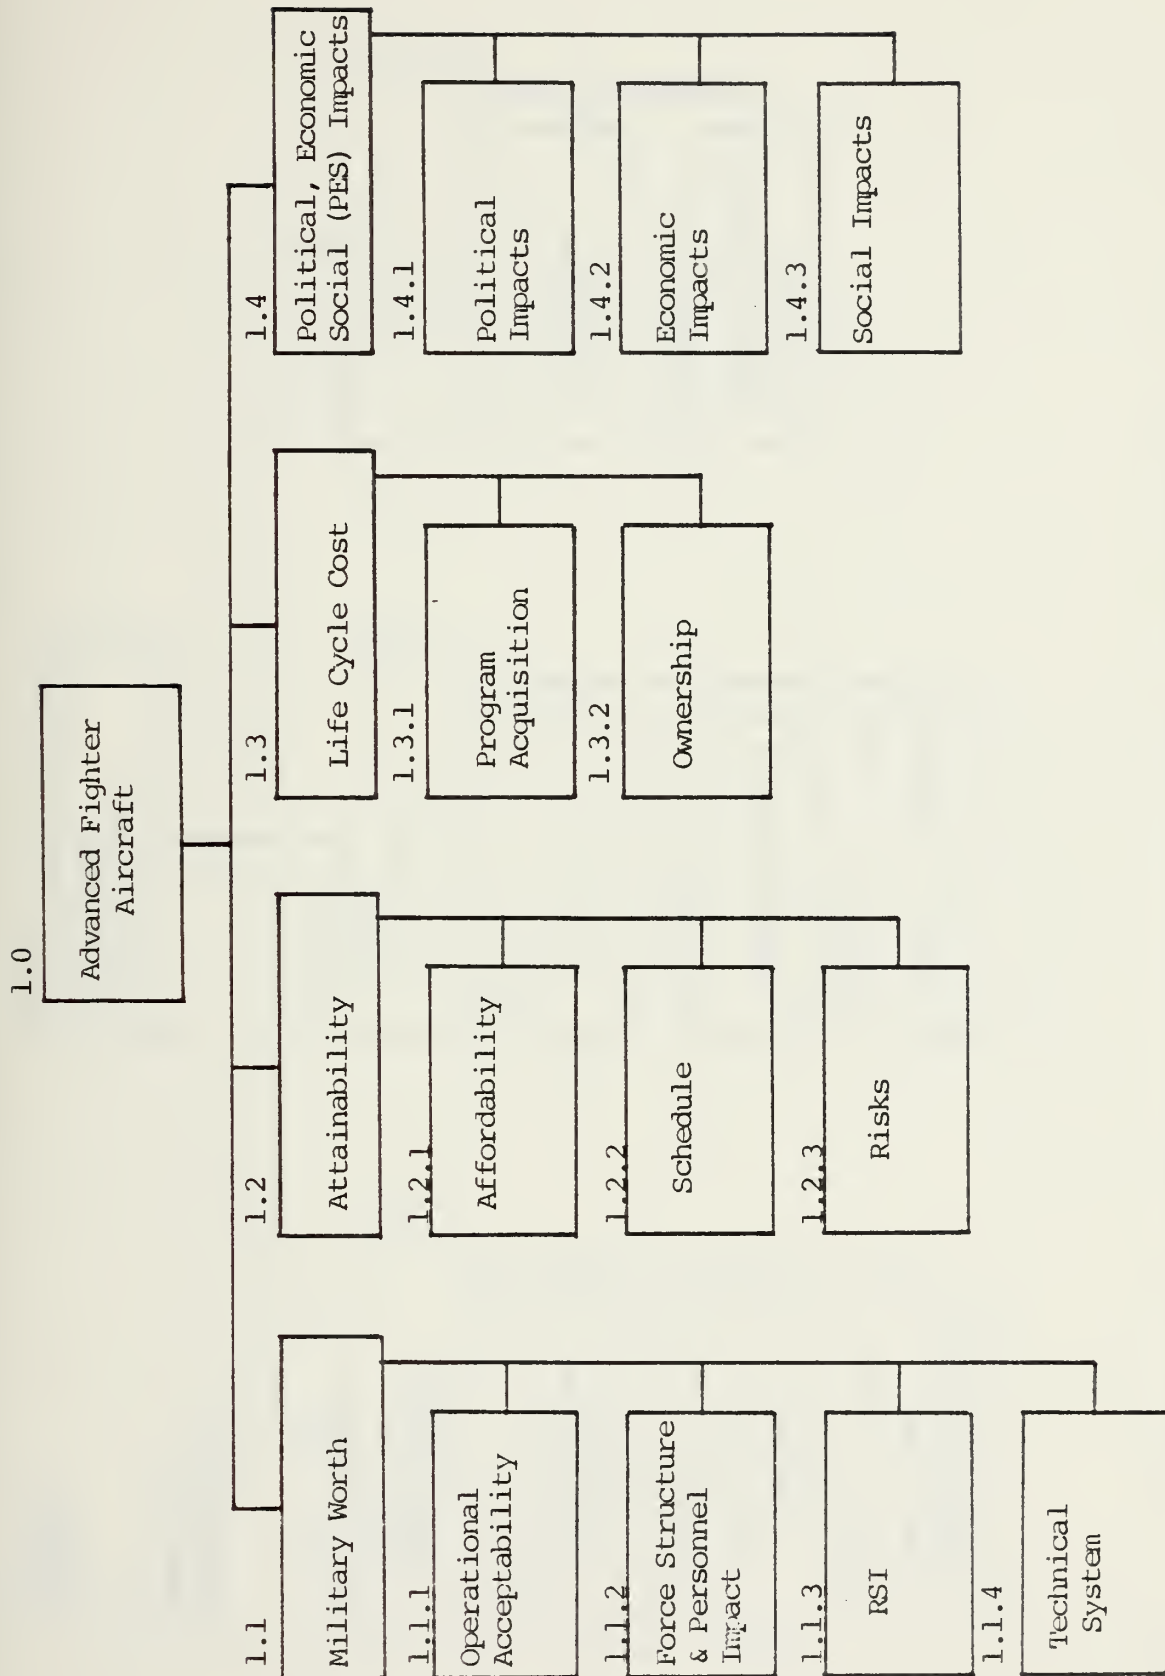 1.0
Advanced Fighter
Aircraft
1.1
Military Worth
1.1.1
Operational
Acceptability
1.1.2
Force Structure
& Personnel
Impact
1.1.3
RSI
1.1.4
Technical
System
1.2
Attainability
1.2.1
Affordability
1.2.2
Schedule
1.2.3
Risks
1.3
Life Cycle Cost
1.3.1
Program
Acquisition
1.3.2
Ownership
1.4
Political, Economic
Social (PES) Impacts
1.4.1
Political
Impacts
1.4.2
Economic
Impacts
1.4.3
Social Impacts